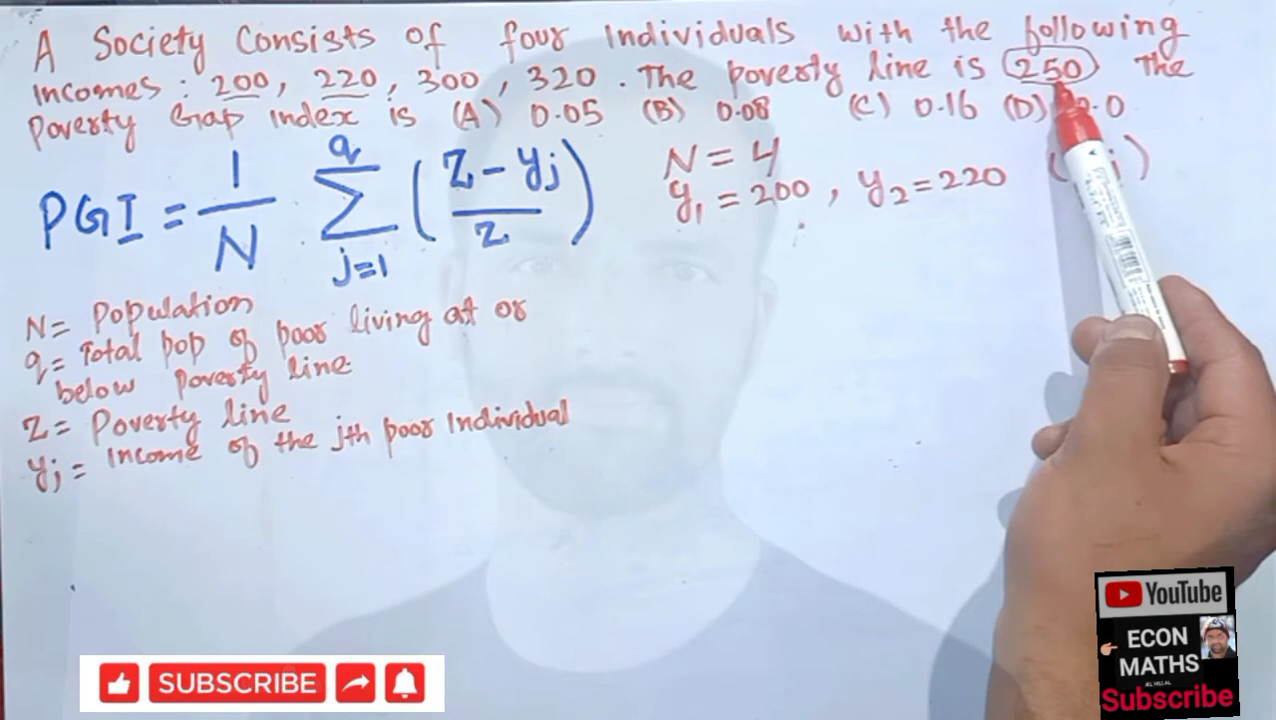 A Society Consists of four Individuals with the following
Incomes : 200, 220, 300, 320. The poverty line is 250 The
Poverty Gap Index is (A) 0.05 (B) 0.08 (C) 0.16 (D)
PGI = 1/N q∑j=1 (Z-yj/Z)
N = 4
y1 = 200, y2 = 220
N= Population
q= Total pop of poor living at or
below poverty line.
Z= Poverty line
yj = Income of the jth poor Individual
SUBSCRIBE
YouTube
ECON
MATHS
Subscribe